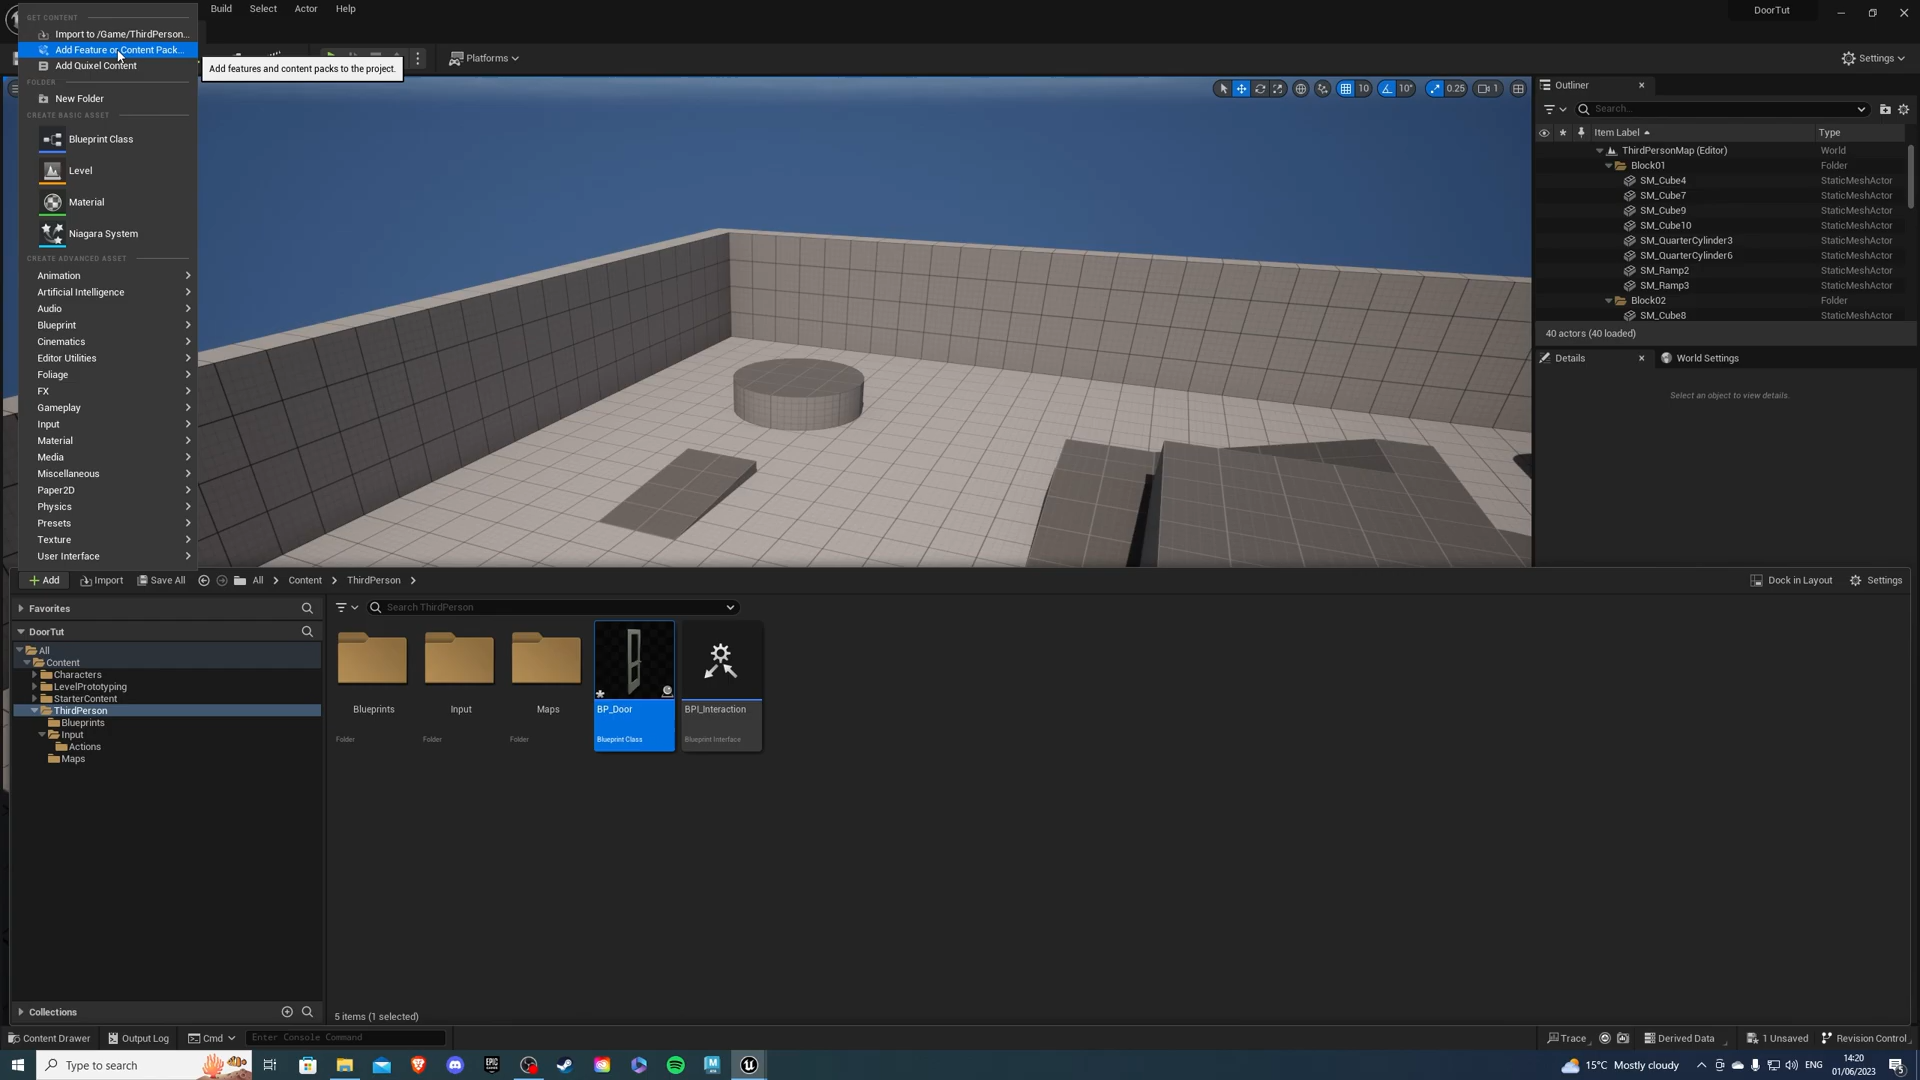 Build
Select
Actor
Help
DoorTut
GET CONTENT
Import to /Game/ThirdPerson...
Add Feature or Content Pack...
Add Quixel Content
Add features and content packs to the project.
FOLDER
New Folder
CREATE BASIC ASSET
Blueprint Class
Level
Material
Niagara System
CREATE ADVANCED ASSET
Animation
Artificial Intelligence
Audio
Blueprint
Cinematics
Editor Utilities
Foliage
FX
Gameplay
Input
Material
Media
Miscellaneous
Paper2D
Physics
Presets
Texture
User Interface
Platforms
Settings
10
10°
0.25
1
Outliner
Search...
Item Label
Type
ThirdPersonMap (Editor)
World
Block01
Folder
SM_Cube4
StaticMeshActor
SM_Cube7
StaticMeshActor
SM_Cube9
StaticMeshActor
SM_Cube10
StaticMeshActor
SM_QuarterCylinder3
StaticMeshActor
SM_QuarterCylinder6
StaticMeshActor
SM_Ramp2
StaticMeshActor
SM_Ramp3
StaticMeshActor
Block02
Folder
SM_Cube8
StaticMeshActor
40 actors (40 loaded)
Details
World Settings
Select an object to view details.
Add
Import
Save All
All
Content
ThirdPerson
Dock in Layout
Settings
Favorites
DoorTut
All
Content
Characters
LevelPrototyping
StarterContent
ThirdPerson
Blueprints
Input
Actions
Maps
Collections
Search ThirdPerson
Blueprints
Folder
Input
Folder
Maps
Folder
BP_Door
Blueprint Class
BPI_Interaction
Blueprint Interface
5 items (1 selected)
Content Drawer
Output Log
Cmd
Enter Console Command
Trace
Derived Data
1 Unsaved
Revision Control
Type to search
15°C Mostly cloudy
ENG
14:20
01/06/2023
5